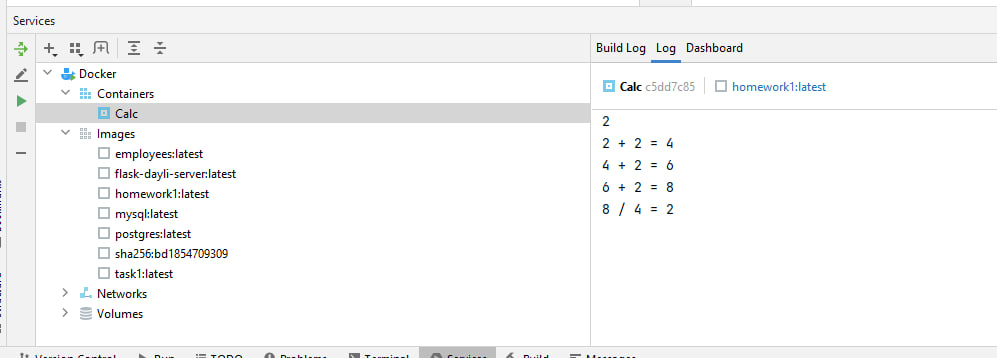 Services
Docker
Containers
Calc
Images
employees:latest
flask-dayli-server:latest
homework1:latest
mysql:latest
postgres:latest
sha256:bd1854709309
task1:latest
Networks
Volumes
Build Log Log Dashboard
Calc c5dd7c85 homework1:latest
2
2 + 2 = 4
4 + 2 = 6
6 + 2 = 8
8 / 4 = 2
Version Control Run TODO Problems Terminal Services Build Messages